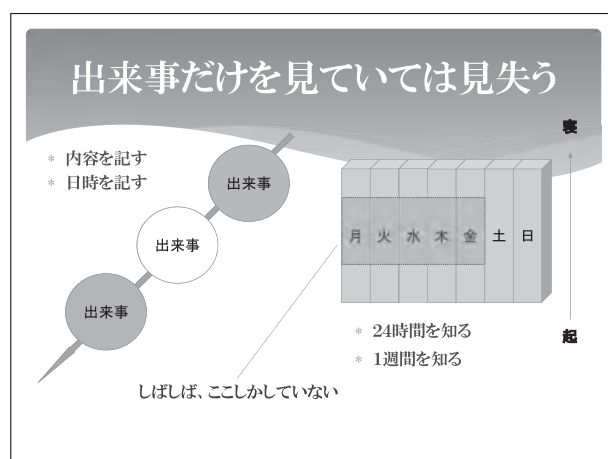 出来事だけを見ていては見失う
* 内容を記す
* 日時を記す
出来事
出来事
出来事
寝
月 火 水 木 金 土 日
起
* 24時間を知る
* 1週間を知る
しばしば、ここしかしていない